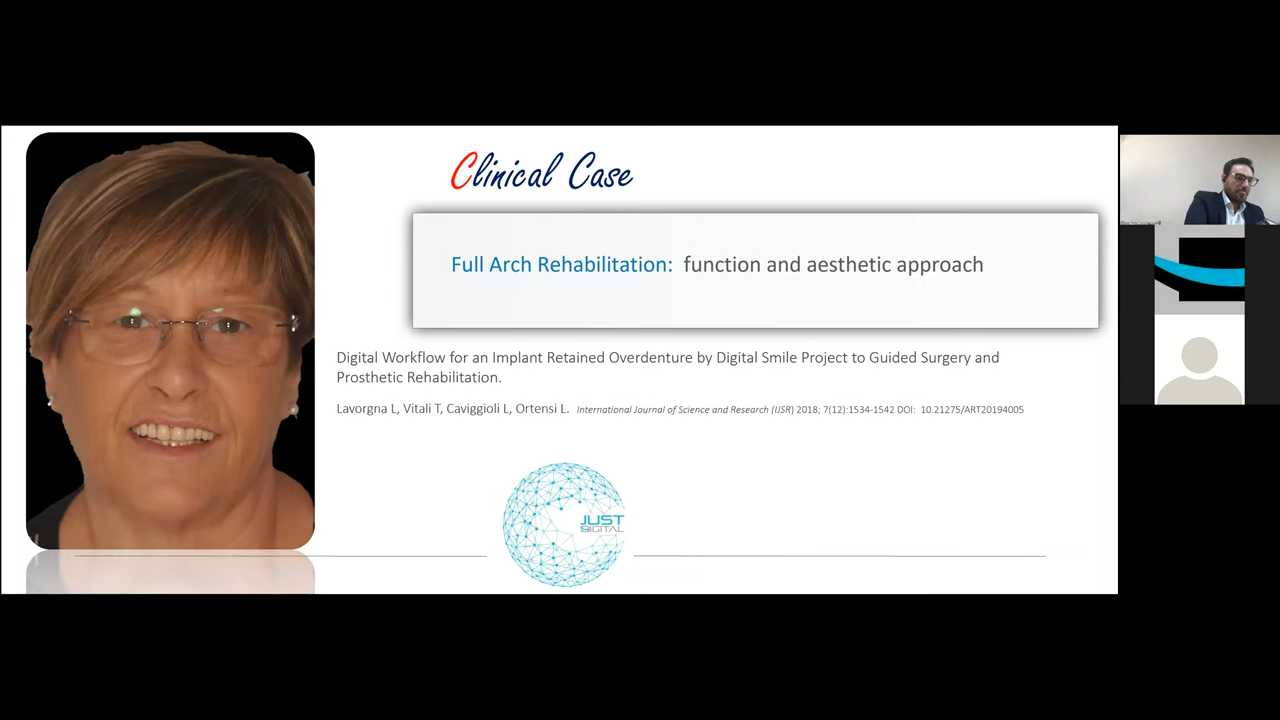 Clinical Case
Full Arch Rehabilitation: function and aesthetic approach
Digital Workflow for an Implant Retained Overdenture by Digital Smile Project to Guided Surgery and
Prosthetic Rehabilitation.
Lavorgna L, Vitali T, Caviggioli L, Ortensi L. International Journal of Science and Research (IJSR) 2018; 7(12):1534-1542 DOI: 10.21275/ART20194005
JUST
DIGITAL